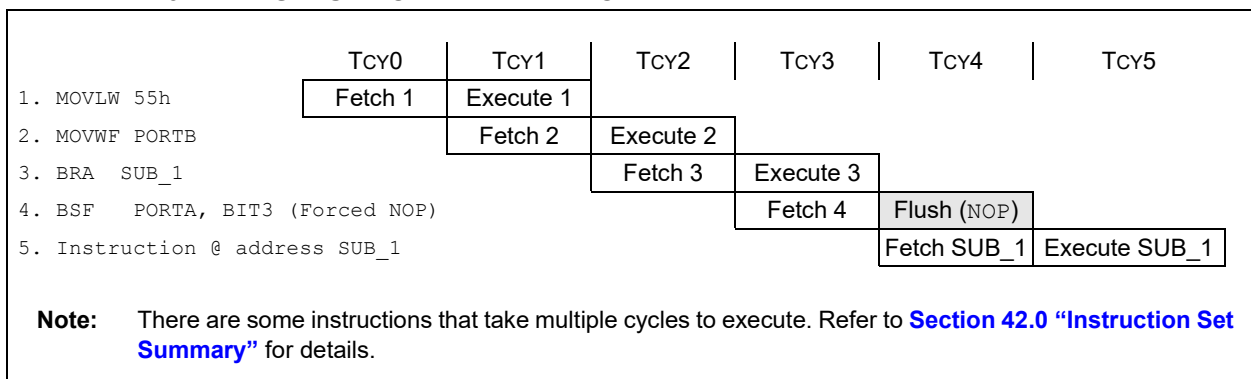 TCY0 TCY1 TCY2 TCY3 TCY4 TCY5
1. MOVLW 55h Fetch 1 Execute 1
2. MOVWF PORTB Fetch 2 Execute 2
3. BRA SUB_1 Fetch 3 Execute 3
4. BSF PORTA, BIT3 (Forced NOP) Fetch 4 Flush (NOP)
5. Instruction @ address SUB_1 Fetch SUB_1 Execute SUB_1
Note: There are some instructions that take multiple cycles to execute. Refer to Section 42.0 “Instruction Set
Summary” for details.